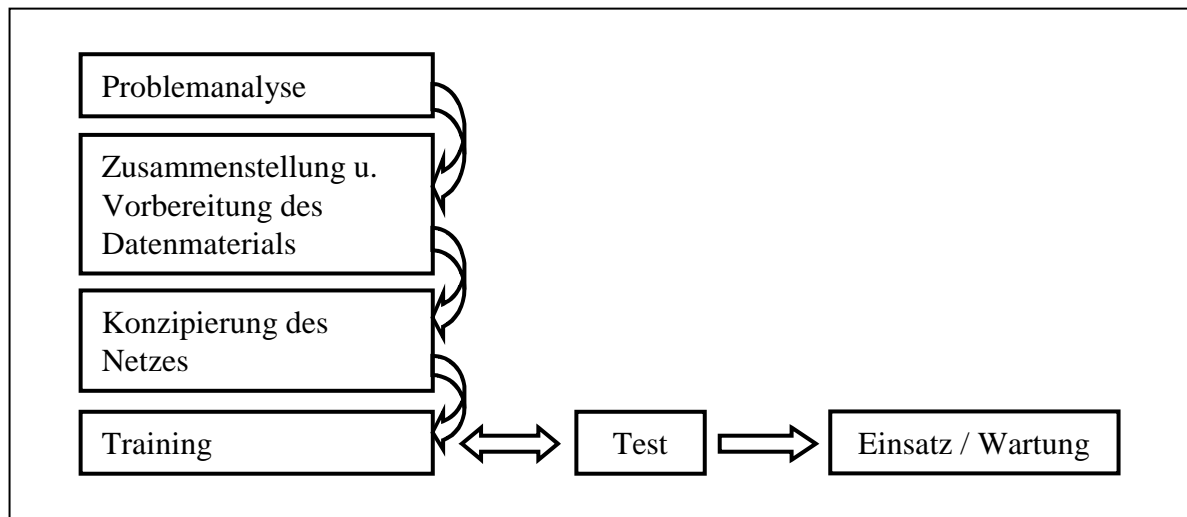 Problemanalyse
Zusammenstellung u.
Vorbereitung des
Datenmaterials
Konzipierung des
Netzes
Training
Test
Einsatz / Wartung